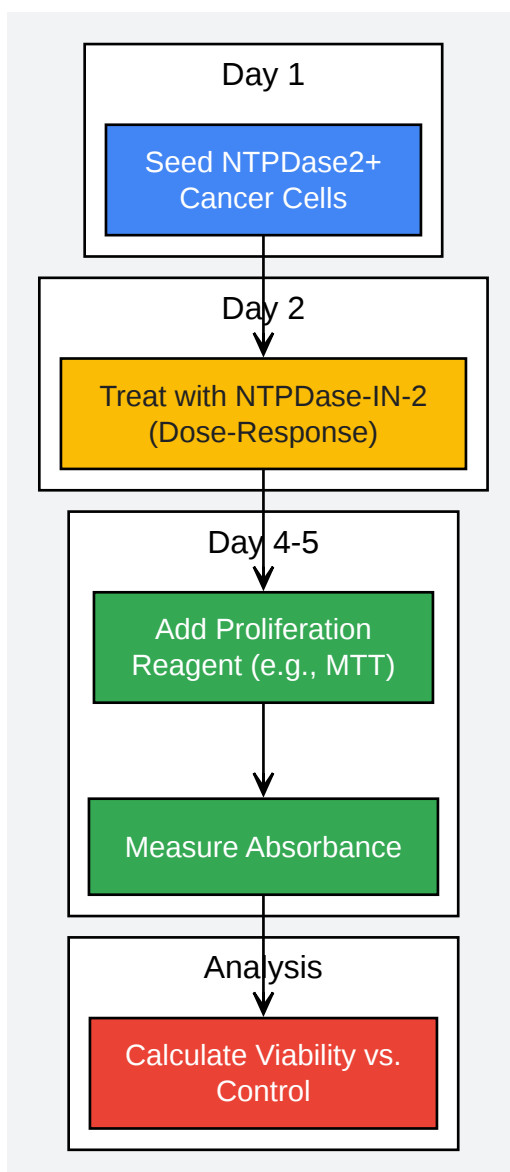 Day 1
Seed NTPDase2+
Cancer Cells
Day 2
Treat with NTPDase-IN-2
(Dose-Response)
Day 4-5
Add Proliferation
Reagent (e.g., MTT)
Measure Absorbance
Analysis
Calculate Viability vs.
Control